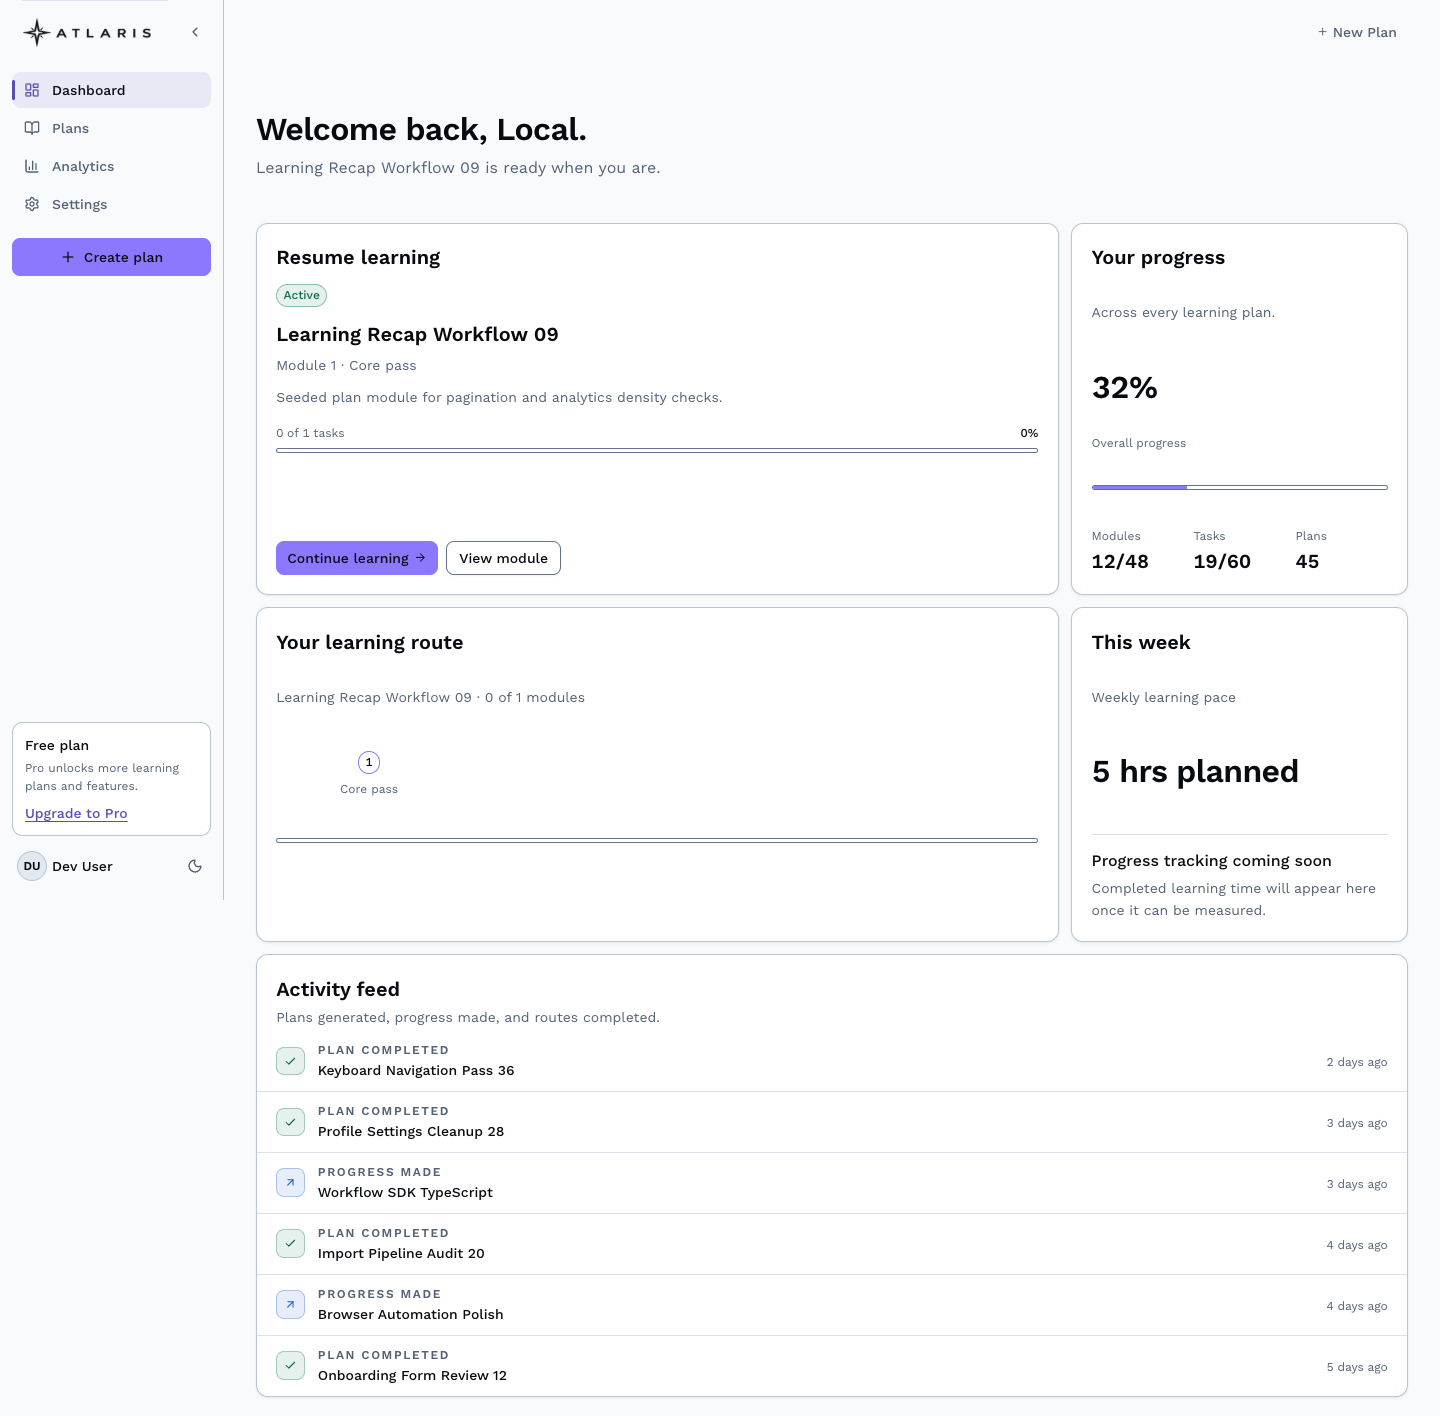 ATLARIS
Dashboard
Plans
Analytics
Settings
Create plan
Free plan
Pro unlocks more learning
plans and features.
Upgrade to Pro
DU Dev User
New Plan
Welcome back, Local.
Learning Recap Workflow 09 is ready when you are.
Resume learning
Active
Learning Recap Workflow 09
Module 1 · Core pass
Seeded plan module for pagination and analytics density checks.
0 of 1 tasks 0%
Continue learning → View module
Your progress
Across every learning plan.
32%
Overall progress
Modules Tasks Plans
12/48 19/60 45
Your learning route
Learning Recap Workflow 09 · 0 of 1 modules
1
Core pass
This week
Weekly learning pace
5 hrs planned
Progress tracking coming soon
Completed learning time will appear here
once it can be measured.
Activity feed
Plans generated, progress made, and routes completed.
PLAN COMPLETED
Keyboard Navigation Pass 36
2 days ago
PLAN COMPLETED
Profile Settings Cleanup 28
3 days ago
PROGRESS MADE
Workflow SDK TypeScript
3 days ago
PLAN COMPLETED
Import Pipeline Audit 20
4 days ago
PROGRESS MADE
Browser Automation Polish
4 days ago
PLAN COMPLETED
Onboarding Form Review 12
5 days ago